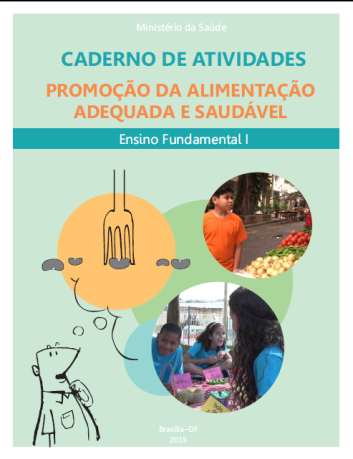 Ministério da Saúde
CADERNO DE ATIVIDADES
PROMOÇÃO DA ALIMENTAÇÃO
ADEQUADA E SAUDÁVEL
Ensino Fundamental I
Brasília–DF
2015